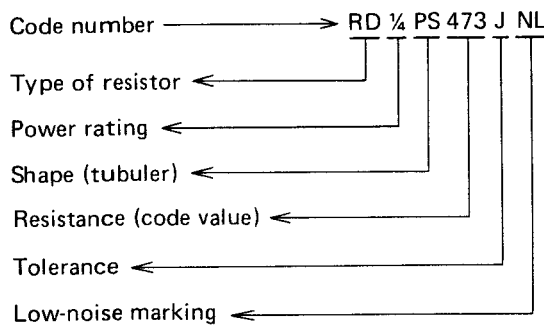 Code number RD ¼ PS 473 J NL
Type of resistor
Power rating
Shape (tubuler)
Resistance (code value)
Tolerance
Low-noise marking